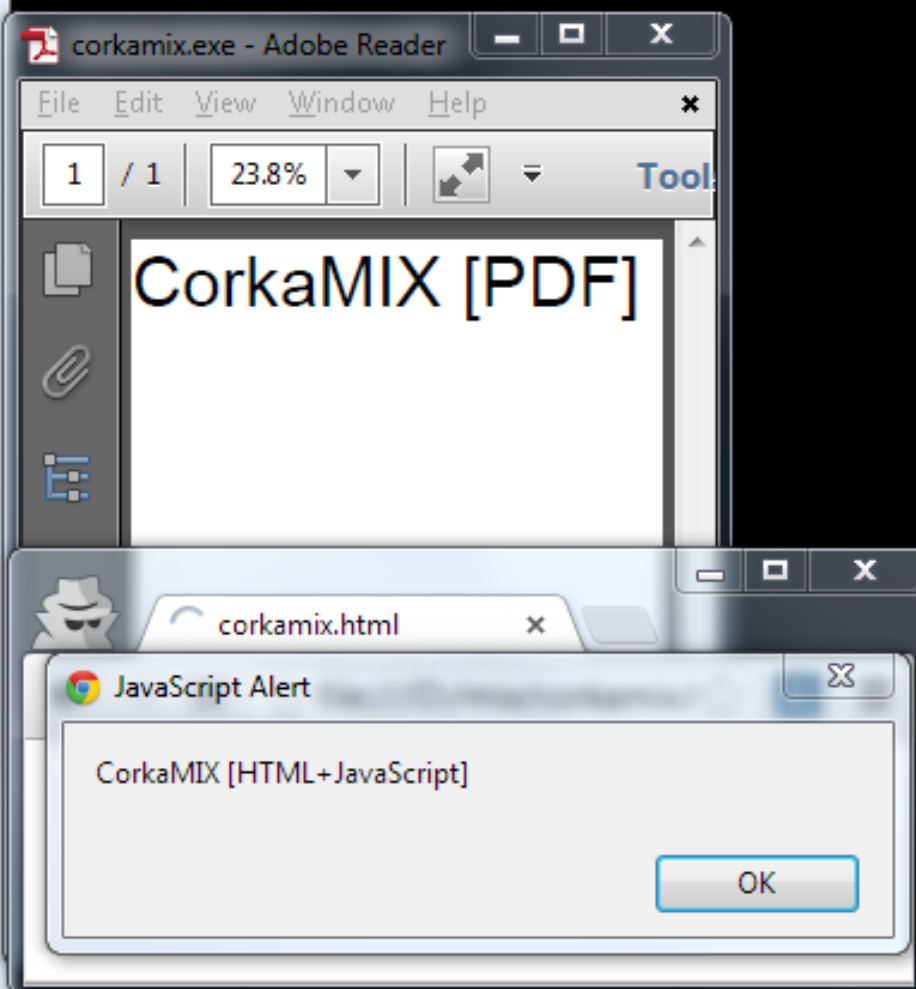 corkamix.exe - Adobe Reader
File Edit View Window Help
1 / 1 23.8%
CorkaMIX [PDF]
corkamix.html
JavaScript Alert
CorkaMIX [HTML+JavaScript]
OK